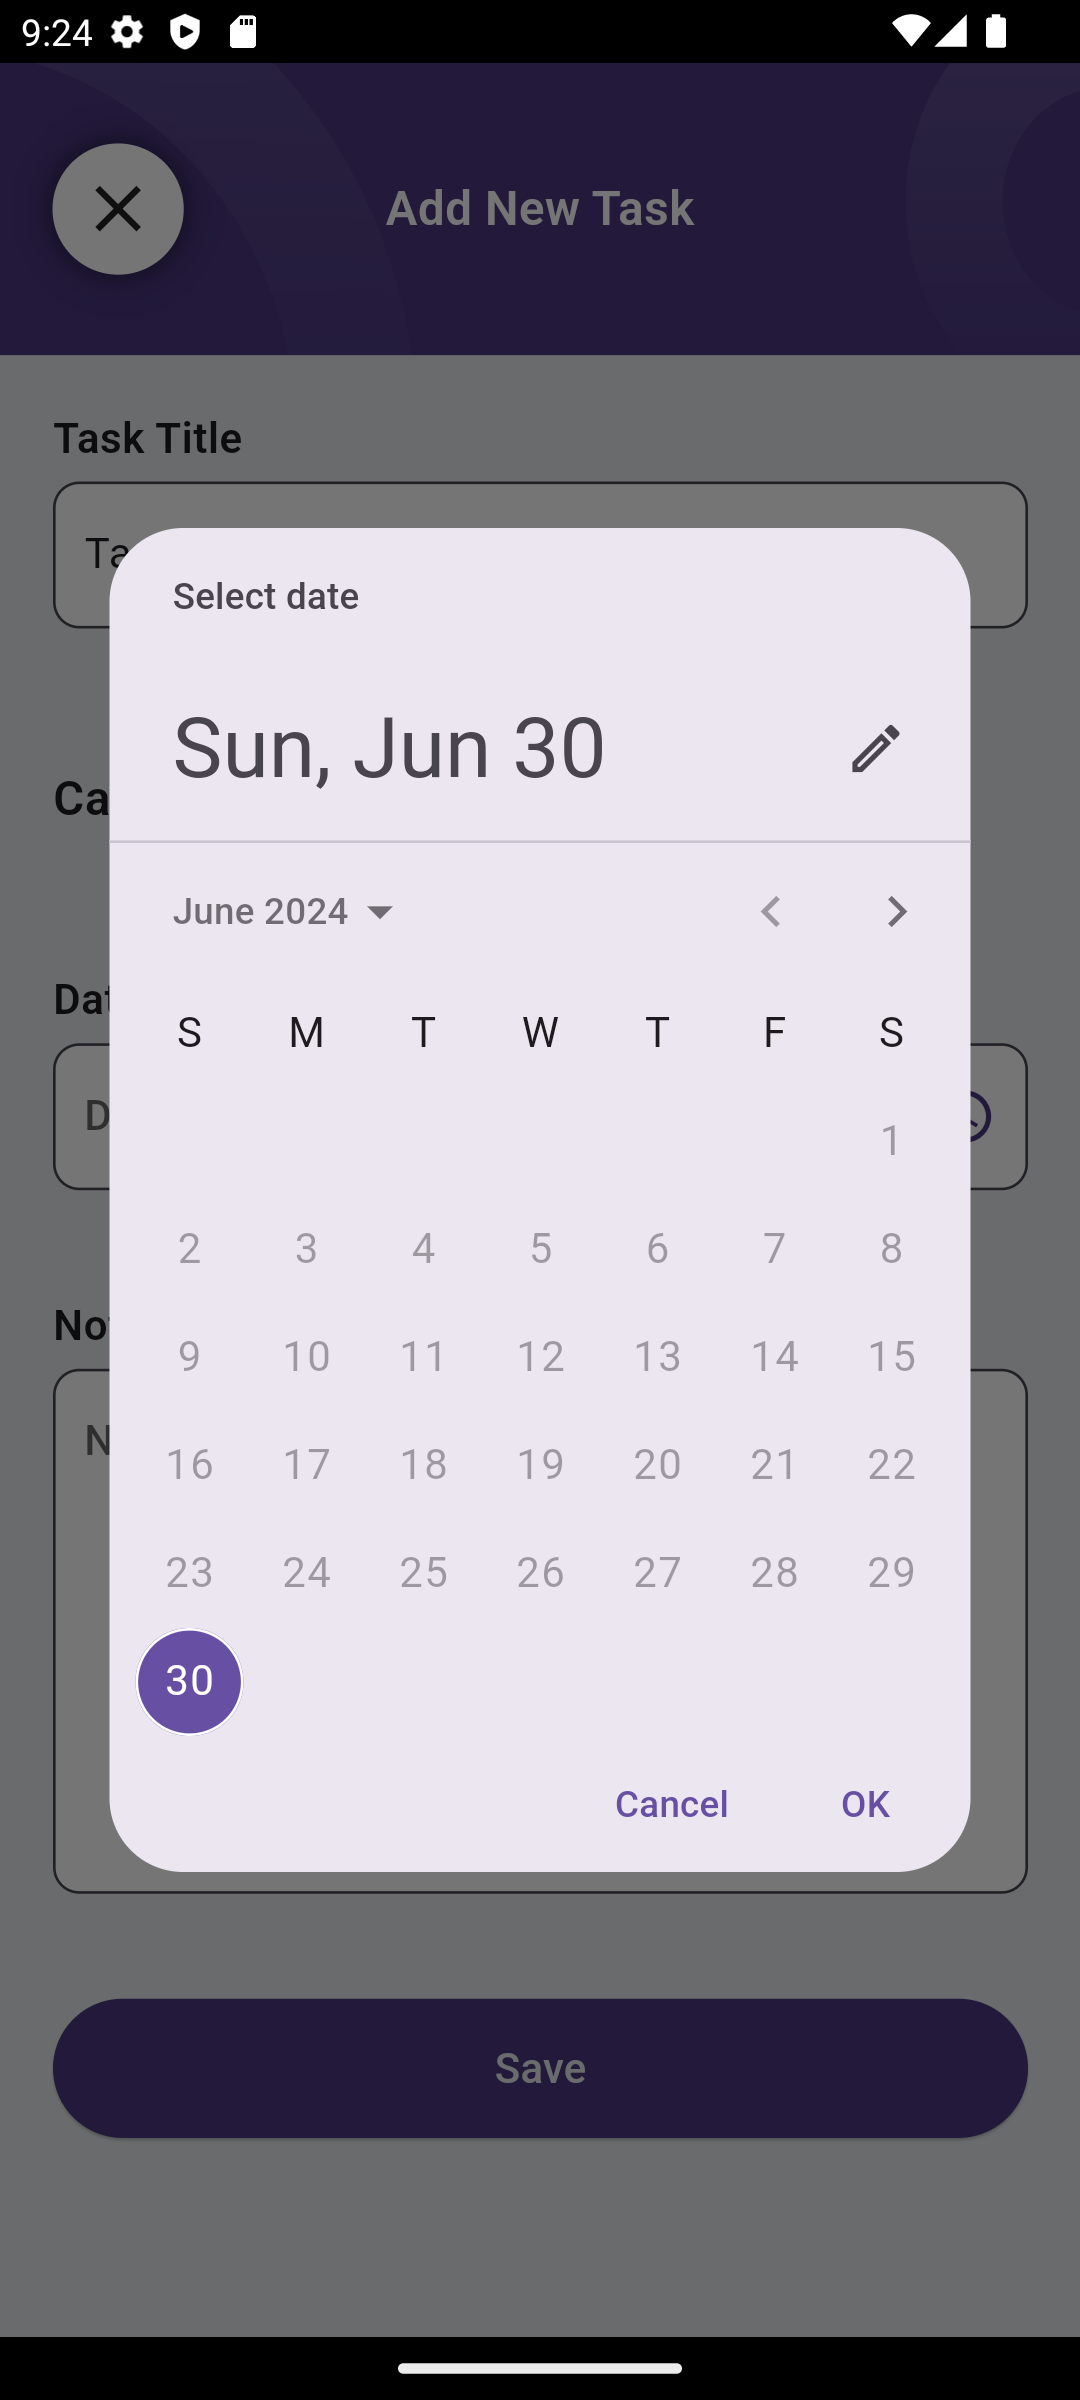 9:24
Add New Task
Task Title
Ta
Select date
Sun, Jun 30
Ca
June 2024
Dat
S M T W T F S
D
1
2 3 4 5 6 7 8
No
9 10 11 12 13 14 15
N
16 17 18 19 20 21 22
23 24 25 26 27 28 29
30
Cancel OK
Save